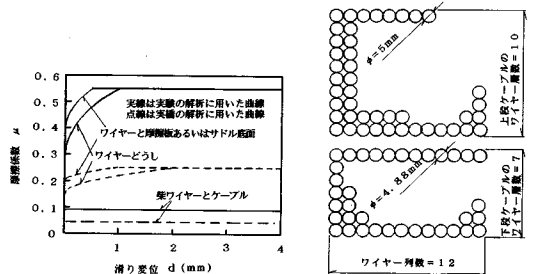 0.6
0.5
0.4
0.3
0.2
0.1
0
摩擦係数 μ
実線は実験の解析に用いた曲線
点線は実橋の解析に用いた曲線
ワイヤーと摩擦板あるいはサドル底面
ワイヤーどうし
柴ワイヤーとケーブル
0 1 2 3 4
滑り変位 d (mm)
φ=5mm
上段ケーブルの
ワイヤー層数=10
φ=4.88mm
下段ケーブルの
ワイヤー層数=7
ワイヤー列数=12